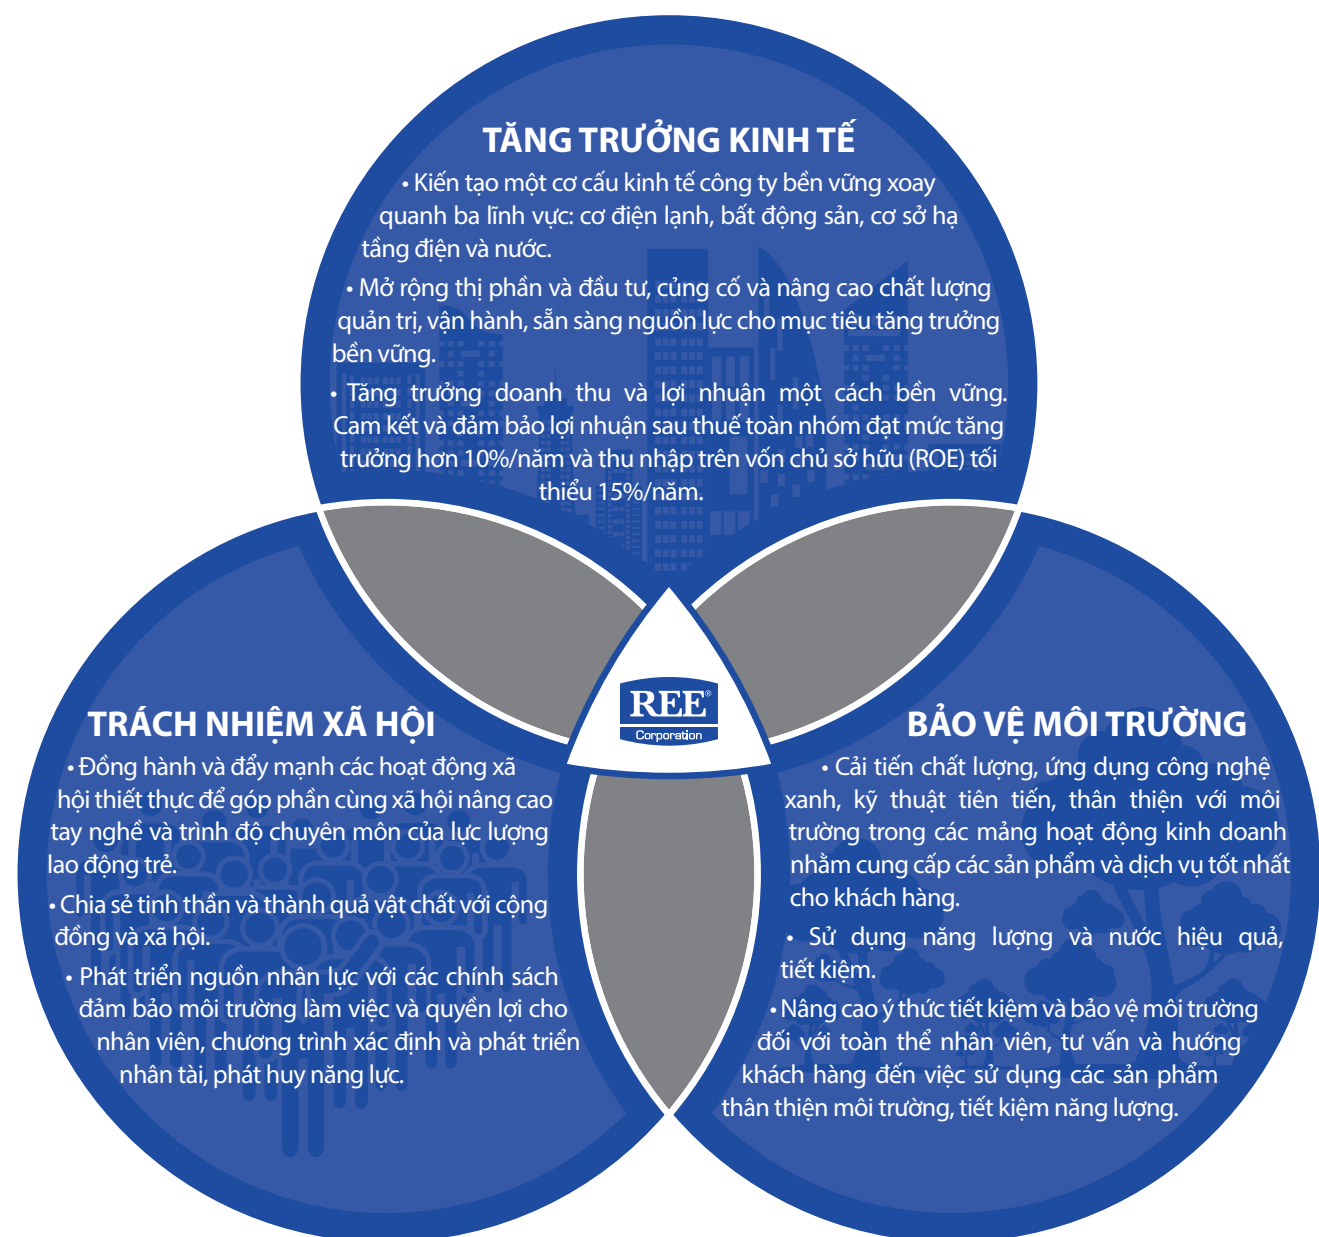 TĂNG TRƯỞNG KINH TẾ
• Kiến tạo một cơ cấu kinh tế công ty bền vững xoay
quanh ba lĩnh vực: cơ điện lạnh, bất động sản, cơ sở hạ
tầng điện và nước.
• Mở rộng thị phần và đầu tư, củng cố và nâng cao chất lượng
quản trị, vận hành, sẵn sàng nguồn lực cho mục tiêu tăng trưởng
bền vững.
• Tăng trưởng doanh thu và lợi nhuận một cách bền vững.
Cam kết và đảm bảo lợi nhuận sau thuế toàn nhóm đạt mức tăng
trưởng hơn 10%/năm và thu nhập trên vốn chủ sở hữu (ROE) tối
thiểu 15%/năm.
REE®
Corporation
TRÁCH NHIỆM XÃ HỘI
• Đồng hành và đẩy mạnh các hoạt động xã
hội thiết thực để góp phần cùng xã hội nâng cao
tay nghề và trình độ chuyên môn của lực lượng
lao động trẻ.
• Chia sẻ tinh thần và thành quả vật chất với cộng
đồng và xã hội.
• Phát triển nguồn nhân lực với các chính sách
đảm bảo môi trường làm việc và quyền lợi cho
nhân viên, chương trình xác định và phát triển
nhân tài, phát huy năng lực.
BẢO VỆ MÔI TRƯỜNG
• Cải tiến chất lượng, ứng dụng công nghệ
xanh, kỹ thuật tiên tiến, thân thiện với môi
trường trong các mảng hoạt động kinh doanh
nhằm cung cấp các sản phẩm và dịch vụ tốt nhất
cho khách hàng.
• Sử dụng năng lượng và nước hiệu quả,
tiết kiệm.
• Nâng cao ý thức tiết kiệm và bảo vệ môi trường
đối với toàn thể nhân viên, tư vấn và hướng
khách hàng đến việc sử dụng các sản phẩm
thân thiện môi trường, tiết kiệm năng lượng.